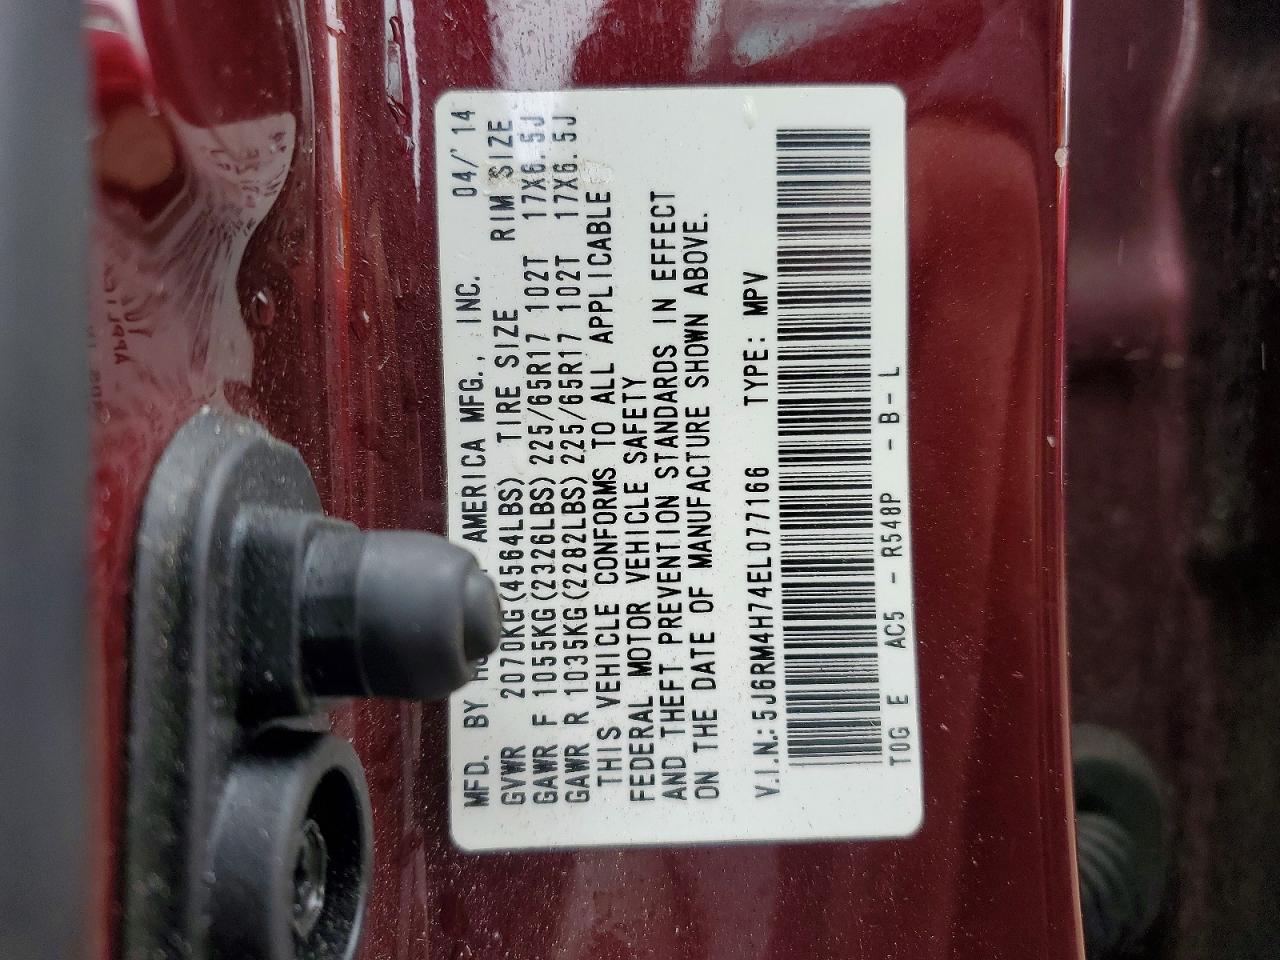 MFD. BY AMERICA MFG., INC. 04/'14
GVWR 2070KG(4564LBS) TIRE SIZE RIM SIZE
GAWR F 1055KG(2326LBS) 225/65R17 102T 17X6.5J
GAWR R 1035KG(2282LBS) 225/65R17 102T 17X6.5J
THIS VEHICLE CONFORMS TO ALL APPLICABLE
FEDERAL MOTOR VEHICLE SAFETY
AND THEFT PREVENTION STANDARDS IN EFFECT
ON THE DATE OF MANUFACTURE SHOWN ABOVE.
V.I.N.:5J6RM4H74EL077166 TYPE: MPV
T0G E AC5 - R548P - B - L